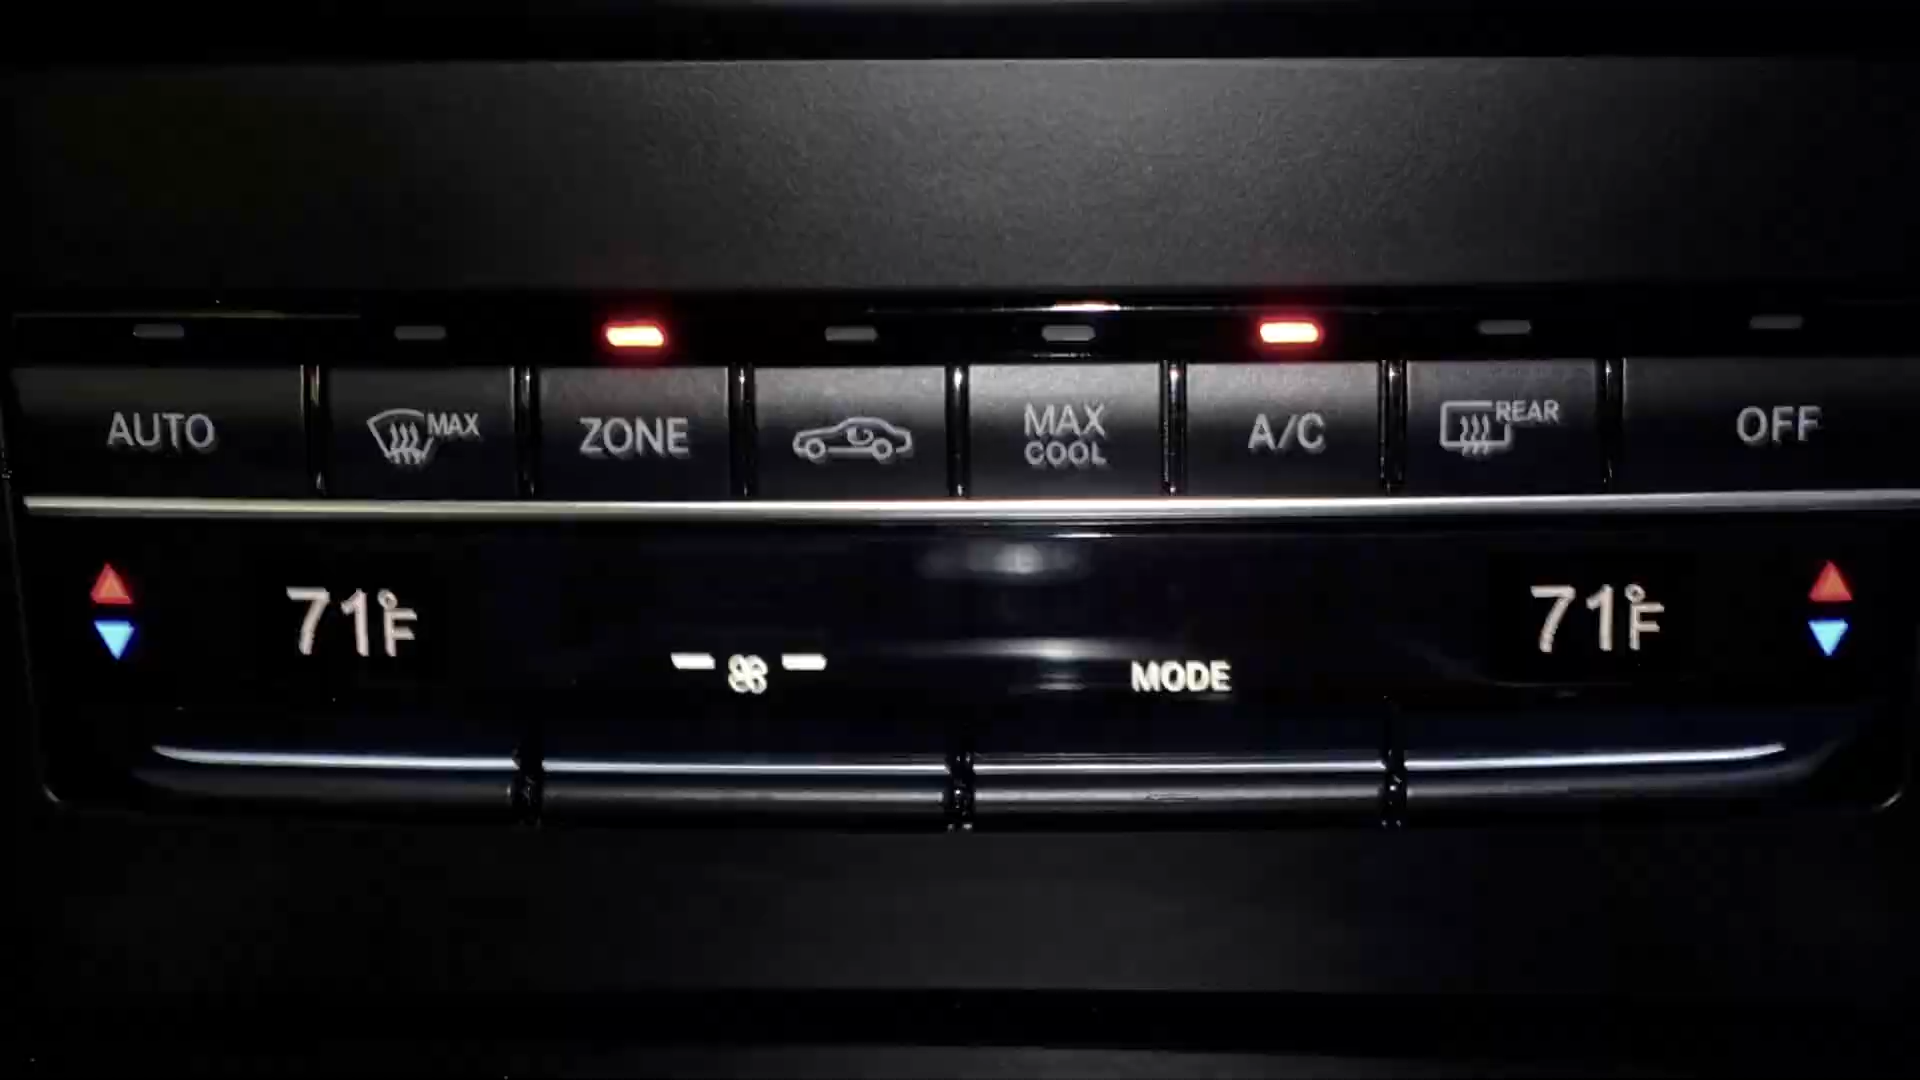 AUTO
MAX
ZONE
MAX
COOL
A/C
REAR
OFF
71°F
MODE
71°F